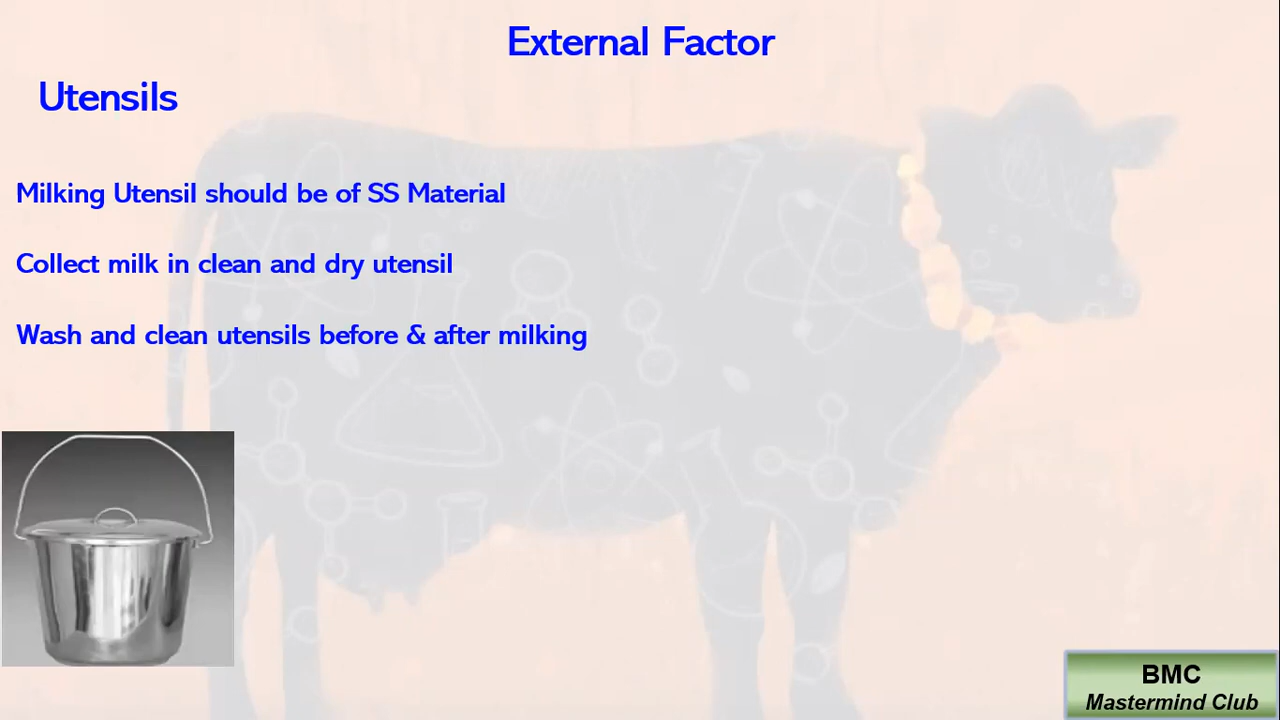 External Factor
Utensils
Milking Utensil should be of SS Material
Collect milk in clean and dry utensil
Wash and clean utensils before & after milking
BMC
Mastermind Club